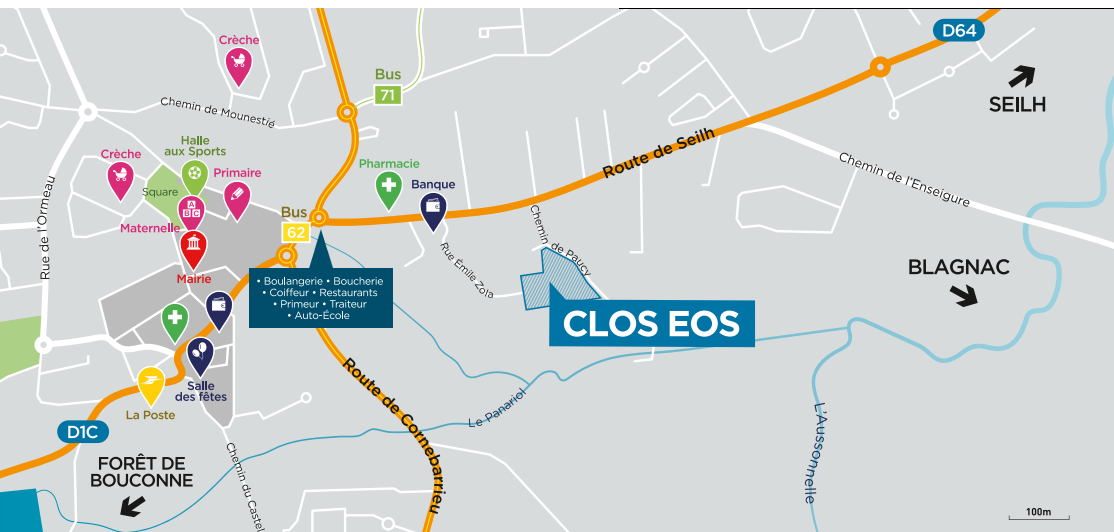 D64
SEILH
Crèche
Bus
71
Chemin de Mounestié
Halle
aux Sports
Crèche
Primaire
Pharmacie
Banque
Route de Seilh
Chemin de l'Enseigure
Square
A
B C
Maternelle
Bus
62
Rue de l'Ormeau
Mairie
Rue Émile Zola
Chemin de Paucy
BLAGNAC
• Boulangerie • Boucherie
• Coiffeur • Restaurants
• Primeur • Traiteur
• Auto-École
CLOS EOS
Salle
des fêtes
La Poste
Route de Cornebarrieu
Le Panariol
L'Aussonnelle
D1C
FORÊT DE
BOUCONNE
Chemin du Castel
100m